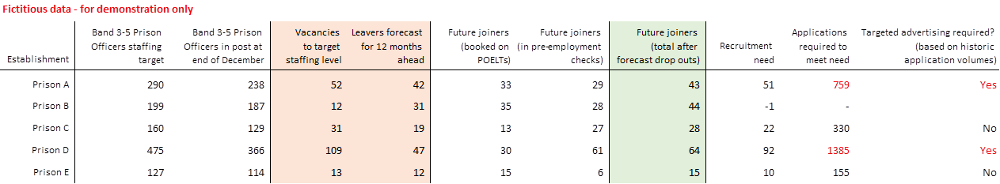 Fictitious data - for demonstration only
Band 3-5 Prison Band 3-5 Prison Vacancies Leavers forecast Future joiners Future joiners Future joiners Applications Targeted advertising required?
Officers staffing Officers in post at to target for 12 months (booked on (in pre-employment (total after Recruitment required to (based on historic
Establishment target end of December staffing level ahead POELTs) checks) forecast drop outs) need meet need application volumes)
Prison A 290 238 52 42 33 29 43 51 759 Yes
Prison B 199 187 12 31 35 28 44 -1 -
Prison C 160 129 31 19 13 27 28 22 330 No
Prison D 475 366 109 47 30 61 64 92 1385 Yes
Prison E 127 114 13 12 15 6 15 10 155 No